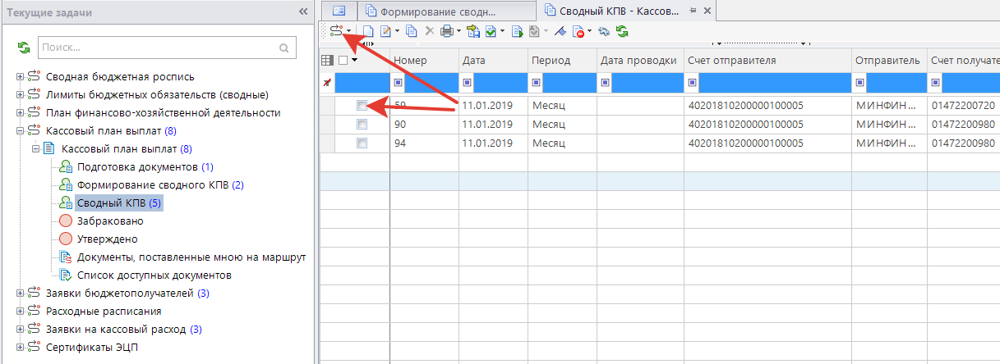 Текущие задачи
Поиск...
Сводная бюджетная роспись
Лимиты бюджетных обязательств (сводные)
План финансово-хозяйственной деятельности
Кассовый план выплат (8)
Кассовый план выплат (8)
Подготовка документов (1)
Формирование сводного КПВ (2)
Сводный КПВ (5)
Забраковано
Утверждено
Документы, поставленные мною на маршрут
Список доступных документов
Заявки бюджетополучателей (3)
Расходные расписания
Заявки на кассовый расход (3)
Сертификаты ЭЦП
Формирование сводн... Сводный КПВ - Кассов...
Номер Дата Период Дата проводки Счет отправителя Отправитель Счет получате
59 11.01.2019 Месяц 40201810200000100005 МИНФИН ... 01472200720
90 11.01.2019 Месяц 40201810200000100005 МИНФИН ... 01472200980
94 11.01.2019 Месяц 40201810200000100005 МИНФИН ... 01472200980